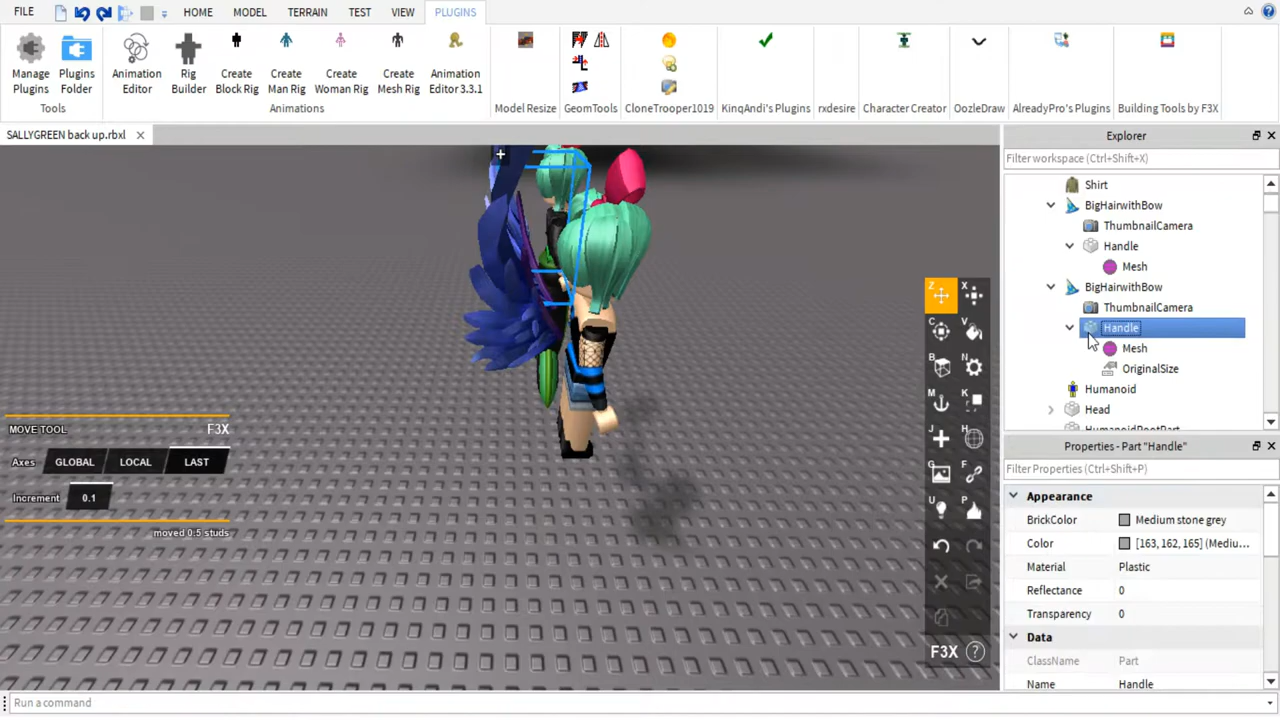 FILE HOME MODEL TERRAIN TEST VIEW PLUGINS
Manage Plugins
Plugins Folder
Tools
Animation Editor
Rig Builder
Create Block Rig
Create Man Rig
Create Woman Rig
Create Mesh Rig
Animation Editor 3.3.1
Animations
Model Resize
GeomTools
CloneTrooper1019
KinqAndi's Plugins
rxdesire
Character Creator
OozleDraw
AlreadyPro's Plugins
Building Tools by F3X
SALLYGREEN back up.rbxl
Explorer
Filter workspace (Ctrl+Shift+X)
Shirt
BigHairwithBow
ThumbnailCamera
Handle
Mesh
BigHairwithBow
ThumbnailCamera
Handle
Mesh
OriginalSize
Humanoid
Head
HumanoidRootPart
Z X
C V
B N
M K
J H
G F
U P
F3X ?
MOVE TOOL F3X
Axes GLOBAL LOCAL LAST
Increment 0.1
moved 0.5 studs
Properties - Part "Handle"
Filter Properties (Ctrl+Shift+P)
Appearance
BrickColor Medium stone grey
Color [163, 162, 165] (Mediu...
Material Plastic
Reflectance 0
Transparency 0
Data
ClassName Part
Name Handle
Run a command